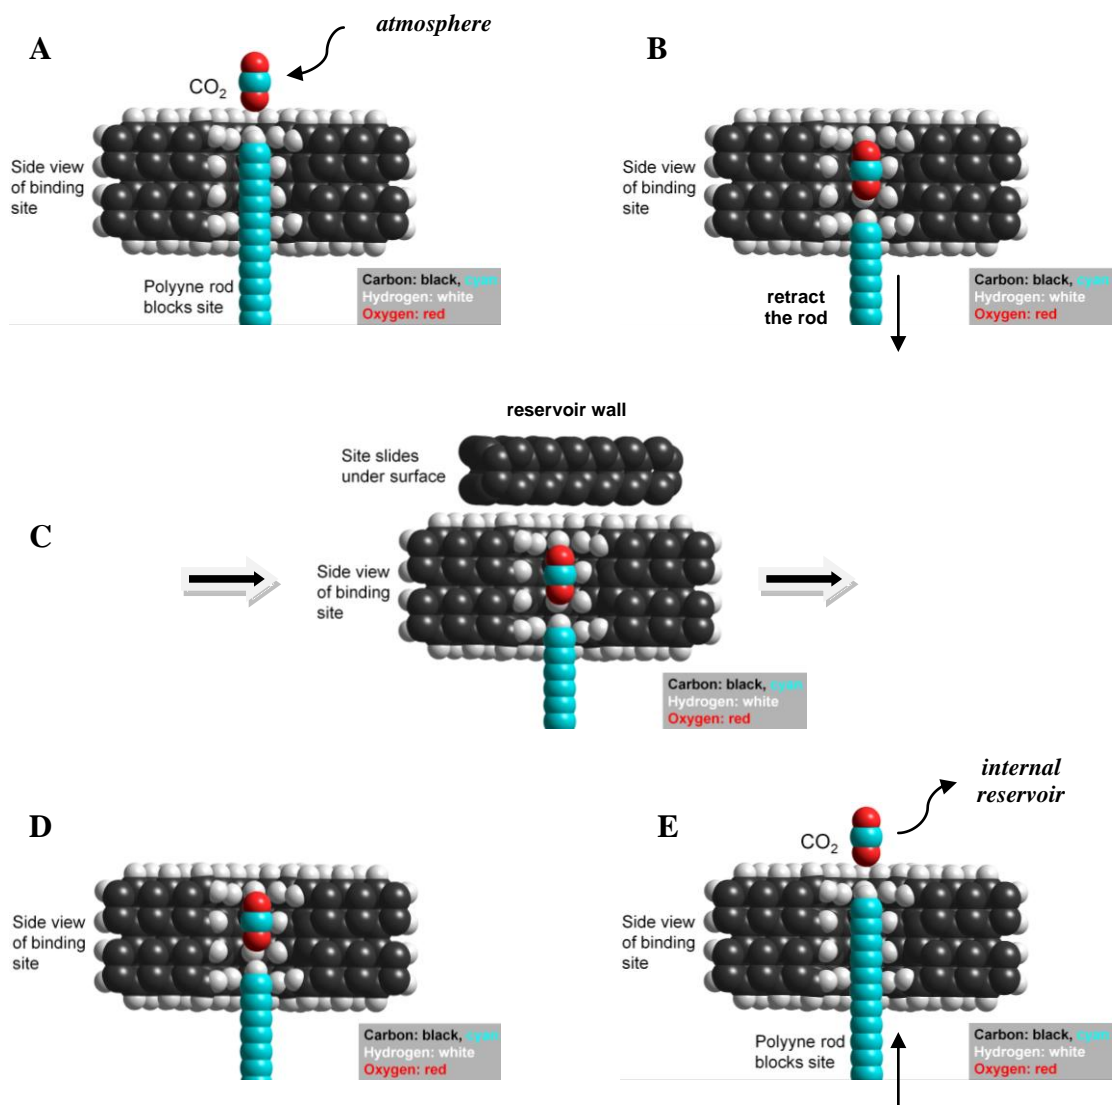 A
atmosphere
CO2
Side view
of binding
site
Polyyne rod
blocks site
Carbon: black, cyan
Hydrogen: white
Oxygen: red
B
Side view
of binding
site
retract
the rod
Carbon: black, cyan
Hydrogen: white
Oxygen: red
reservoir wall
Site slides
under surface
C
Side view
of binding
site
Carbon: black, cyan
Hydrogen: white
Oxygen: red
D
Side view
of binding
site
Carbon: black, cyan
Hydrogen: white
Oxygen: red
E
internal
reservoir
CO2
Side view
of binding
site
Polyyne rod
blocks site
Carbon: black, cyan
Hydrogen: white
Oxygen: red